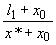 l₁ + x₀
x* + x₀